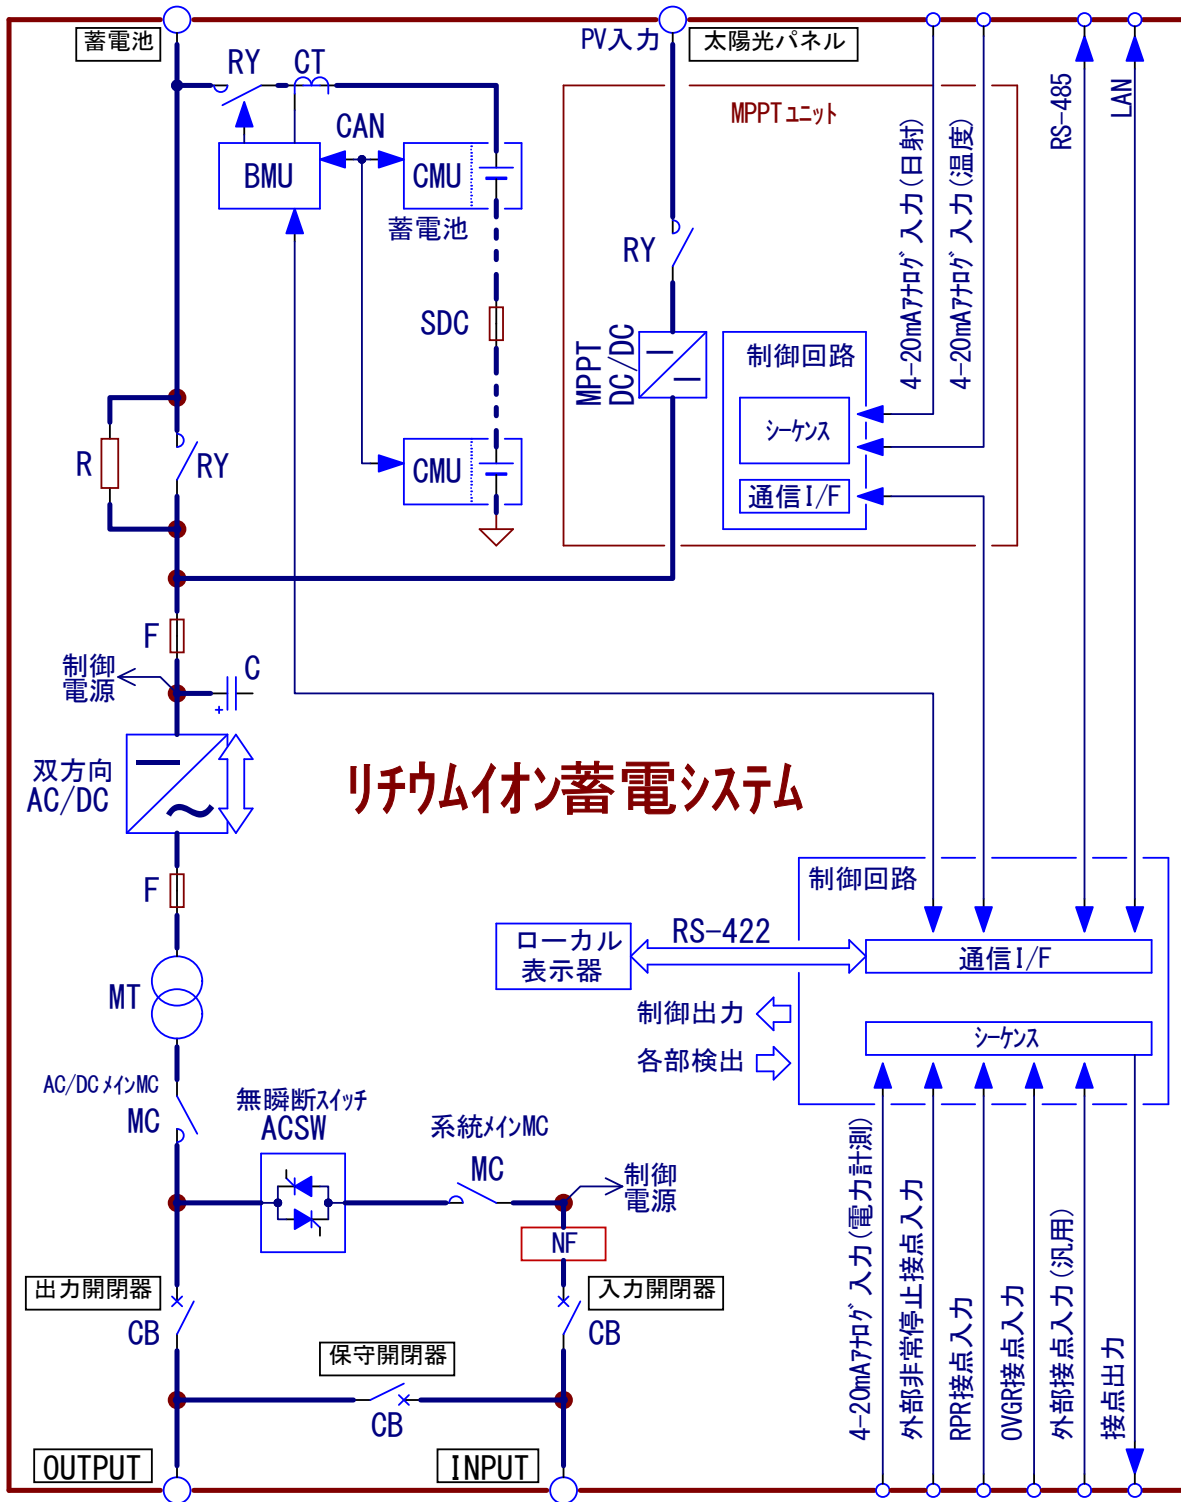 蓄電池
PV入力
太陽光パネル
RY
CT
MPPTユニット
CAN
BMU
CMU
蓄電池
RS-485
LAN
4-20mAアナログ入力(日射)
4-20mAアナログ入力(温度)
RY
SDC
MPPT
DC/DC
制御回路
シーケンス
通信I/F
R
RY
CMU
F
制御
電源
C
+
双方向
AC/DC
リチウムイオン蓄電システム
F
制御回路
ローカル
表示器
RS-422
通信I/F
MT
制御出力
シーケンス
各部検出
AC/DCメインMC
MC
無瞬断スイッチ
ACSW
系統メインMC
MC
制御
電源
NF
出力開閉器
CB
入力開閉器
CB
保守開閉器
CB
4-20mAアナログ入力(電力計測)
外部非常停止接点入力
RPR接点入力
OVGR接点入力
外部接点入力(汎用)
接点出力
OUTPUT
INPUT